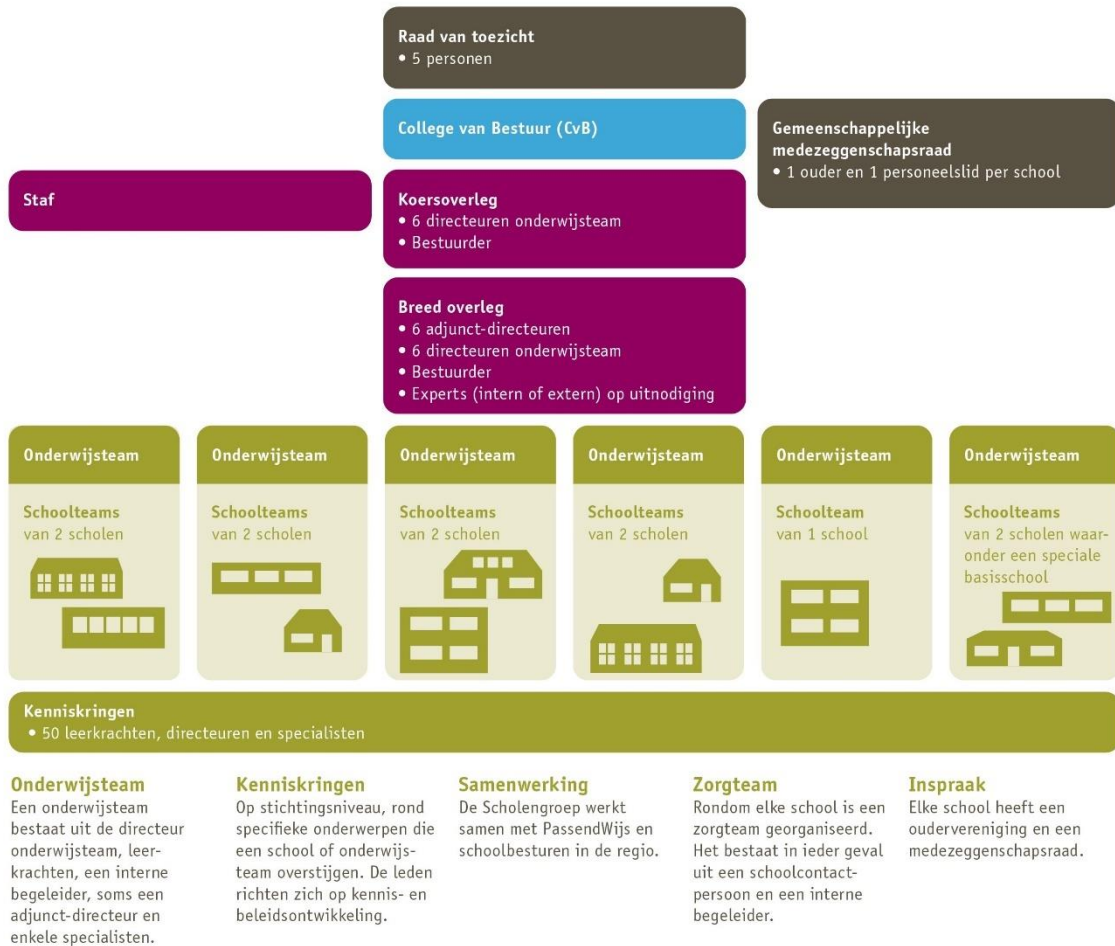 Raad van toezicht
• 5 personen
College van Bestuur (CvB)
Gemeenschappelijke
medezeggenschapsraad
• 1 ouder en 1 personeelslid per school
Staf
Koersoverleg
• 6 directeuren onderwijsteam
• Bestuurder
Breed overleg
• 6 adjunct-directeuren
• 6 directeuren onderwijsteam
• Bestuurder
• Experts (intern of extern) op uitnodiging
Onderwijsteam
Schoolteams
van 2 scholen
Onderwijsteam
Schoolteams
van 2 scholen
Onderwijsteam
Schoolteams
van 2 scholen
Onderwijsteam
Schoolteams
van 2 scholen
Onderwijsteam
Schoolteam
van 1 school
Onderwijsteam
Schoolteams
van 2 scholen waar-
onder een speciale
basisschool
Kenniskringen
• 50 leerkrachten, directeuren en specialisten
Onderwijsteam
Een onderwijsteam
bestaat uit de directeur
onderwijsteam, leer-
krachten, een interne
begeleider, soms een
adjunct-directeur en
enkele specialisten.
Kenniskringen
Op stichtingsniveau, rond
specifieke onderwerpen die
een school of onderwijs-
team overstijgen. De leden
richten zich op kennis- en
beleidsontwikkeling.
Samenwerking
De Scholengroep werkt
samen met PassendWijs en
schoolbesturen in de regio.
Zorgteam
Rondom elke school is een
zorgteam georganiseerd.
Het bestaat in ieder geval
uit een schoolcontact-
persoon en een interne
begeleider.
Inspraak
Elke school heeft een
oudervereniging en een
medezeggenschapsraad.